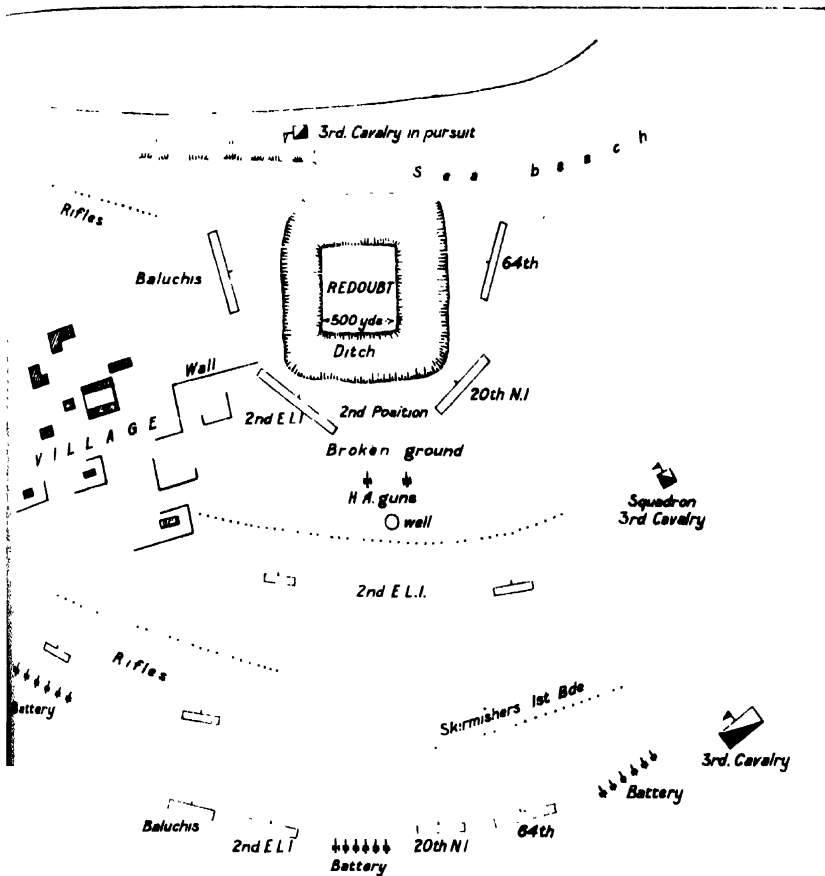 3rd. Cavalry in pursuit
Sea beach
Rifles
Baluchis
64th
REDOUBT
500 yds
Ditch
Wall
2nd E.L.I
2nd Position
20th N.I
VILLAGE
Broken ground
H.A. guns
well
Squadron
3rd Cavalry
2nd E.L.I.
Rifles
Battery
Skirmishers 1st Bde
3rd. Cavalry
Battery
Baluchis
2nd E L I
Battery
20th N I
64th